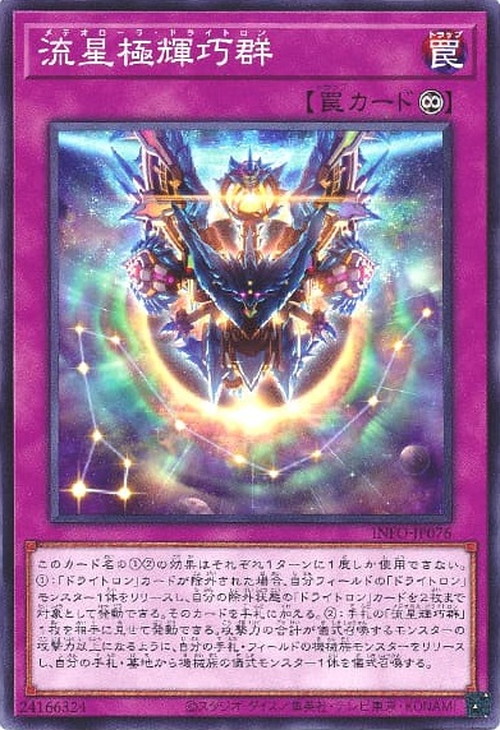 メテオローラ・ドライトロン
流星極輝巧群
トラップ
罠
【罠カード】
INFO-JP076
このカード名の①②の効果はそれぞれ1ターンに1度しか使用できない。
①:「ドライトロン」カードが除外された場合、自分フィールドの「ドライトロン」
モンスター1体をリリースし、自分の除外状態の「ドライトロン」カードを2枚まで
対象として発動できる。そのカードを手札に加える。②:手札の「流星輝巧群」
1枚を相手に見せて発動できる。攻撃力の合計が儀式召喚するモンスターの
攻撃力以上になるように、自分の手札・フィールドの機械族モンスターをリリース
し、自分の手札・墓地から機械族の儀式モンスター1体を儀式召喚する。
24166324
©スタジオ・ダイス/集英社・テレビ東京・KONAMI